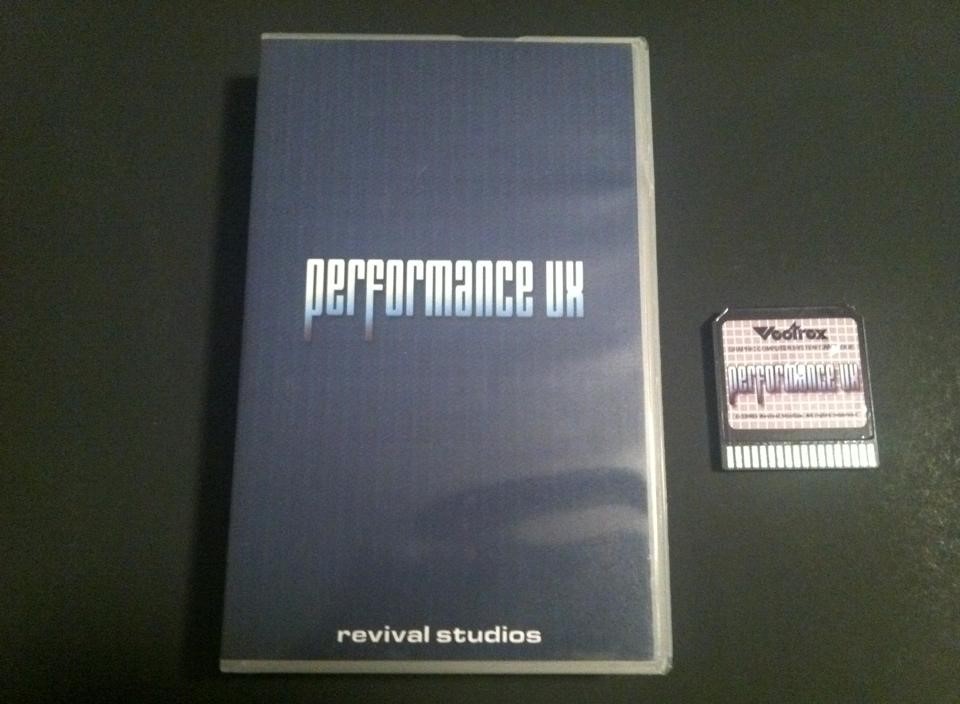 performance vx
revival studios
Vectrex
performance vx